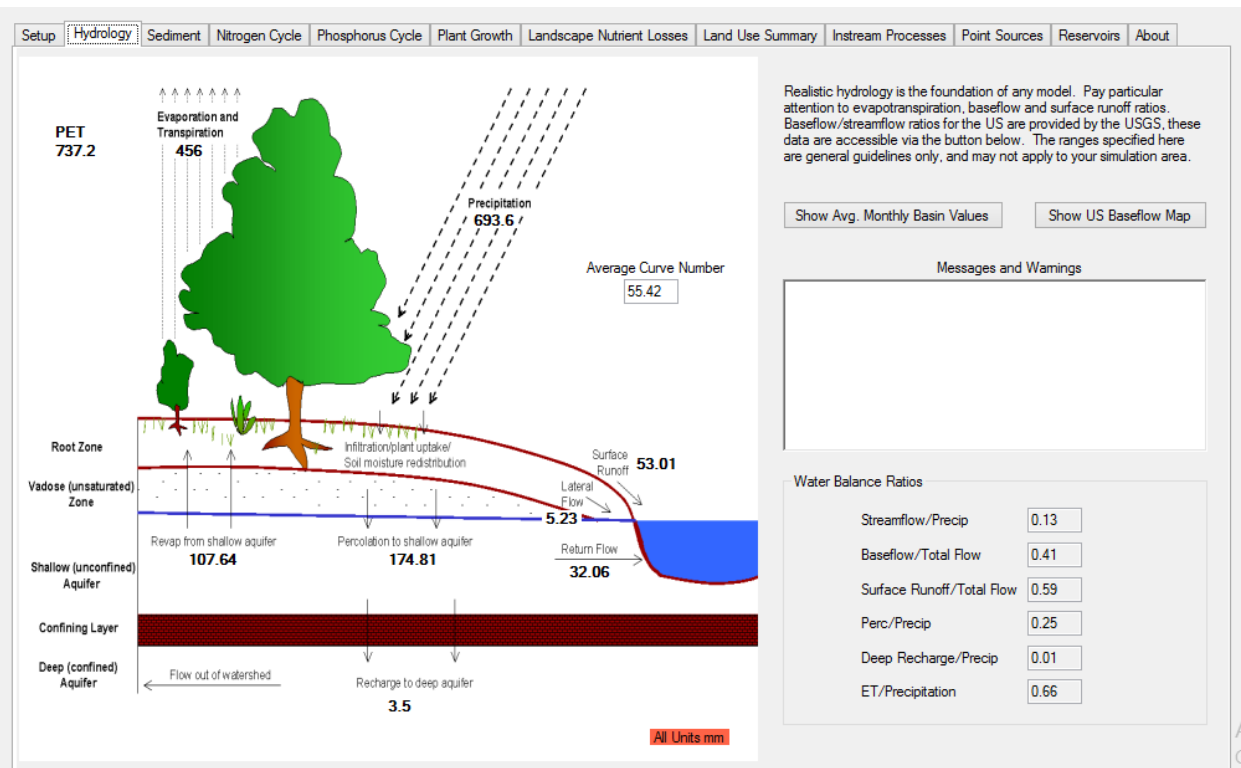 Setup
Hydrology
Sediment
Nitrogen Cycle
Phosphorus Cycle
Plant Growth
Landscape Nutrient Losses
Land Use Summary
Instream Processes
Point Sources
Reservoirs
About
PET
737.2
Evaporation and
Transpiration
456
Precipitation
693.6
Average Curve Number
55.42
Root Zone
Infiltration/plant uptake/
Soil moisture redistribution
Surface
Runoff
53.01
Vadose (unsaturated)
Zone
Lateral
Flow
5.23
Revap from shallow aquifer
107.64
Percolation to shallow aquifer
174.81
Return Flow
32.06
Shallow (unconfined)
Aquifer
Confining Layer
Deep (confined)
Aquifer
Flow out of watershed
Recharge to deep aquifer
3.5
All Units mm
Realistic hydrology is the foundation of any model. Pay particular
attention to evapotranspiration, baseflow and surface runoff ratios.
Baseflow/streamflow ratios for the US are provided by the USGS, these
data are accessible via the button below. The ranges specified here
are general guidelines only, and may not apply to your simulation area.
Show Avg. Monthly Basin Values
Show US Baseflow Map
Messages and Warnings
Water Balance Ratios
Streamflow/Precip 0.13
Baseflow/Total Flow 0.41
Surface Runoff/Total Flow 0.59
Perc/Precip 0.25
Deep Recharge/Precip 0.01
ET/Precipitation 0.66